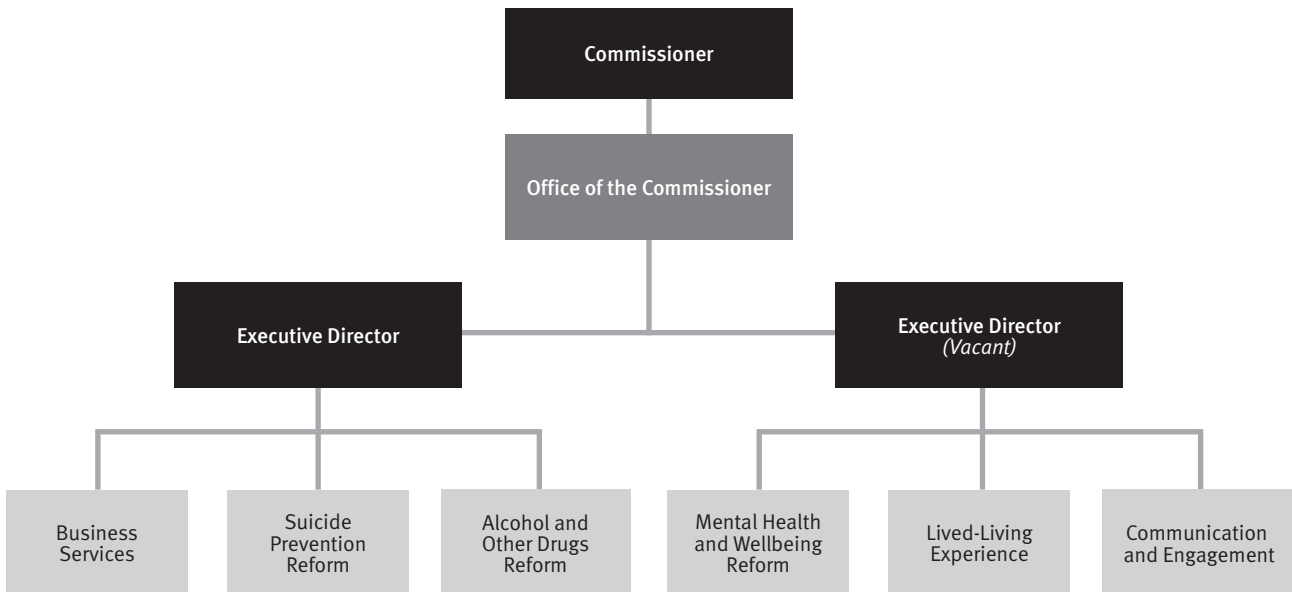 Commissioner
Office of the Commissioner
Executive Director
Executive Director
(Vacant)
Business
Services
Suicide
Prevention
Reform
Alcohol and
Other Drugs
Reform
Mental Health
and Wellbeing
Reform
Lived-Living
Experience
Communication
and Engagement